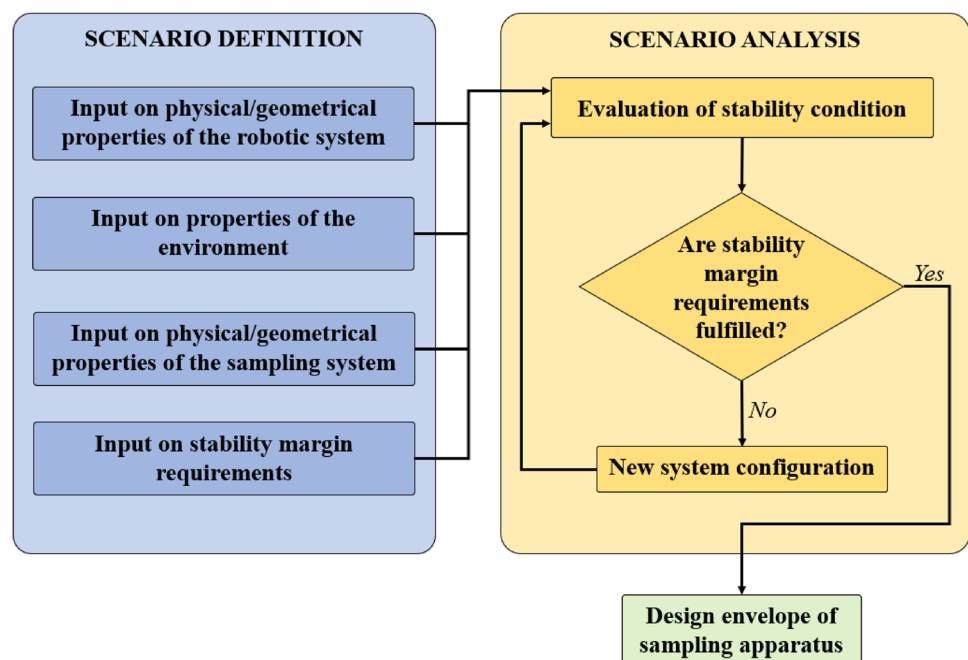 SCENARIO DEFINITION
Input on physical/geometrical
properties of the robotic system
Input on properties of the
environment
Input on physical/geometrical
properties of the sampling system
Input on stability margin
requirements
SCENARIO ANALYSIS
Evaluation of stability condition
Are stability
margin
requirements
fulfilled?
Yes
No
New system configuration
Design envelope of
sampling apparatus